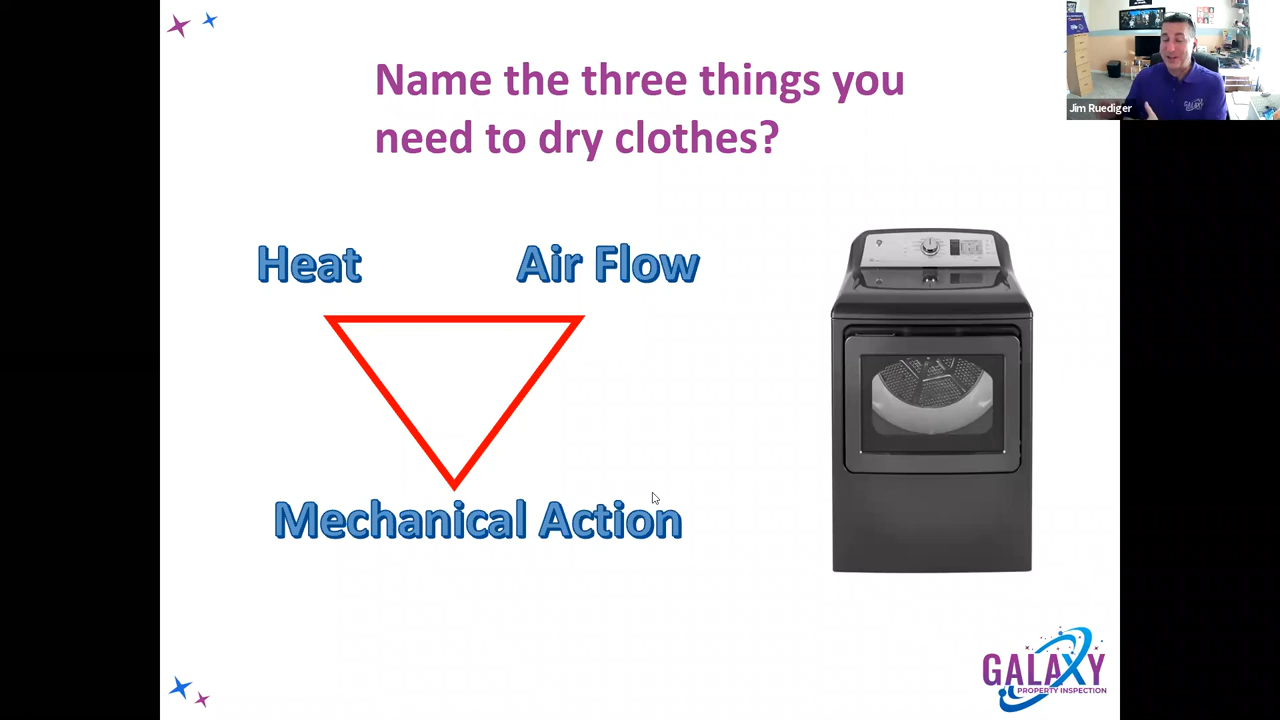 Name the three things you
need to dry clothes?
Jim Ruediger
GALAXY
Heat
Air Flow
Mechanical Action
GALAXY
PROPERTY INSPECTION